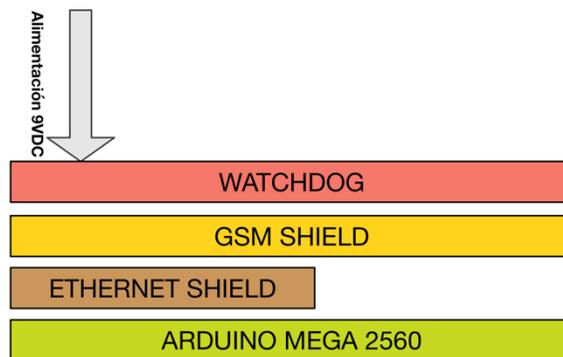 Alimentación 9VDC
WATCHDOG
GSM SHIELD
ETHERNET SHIELD
ARDUINO MEGA 2560